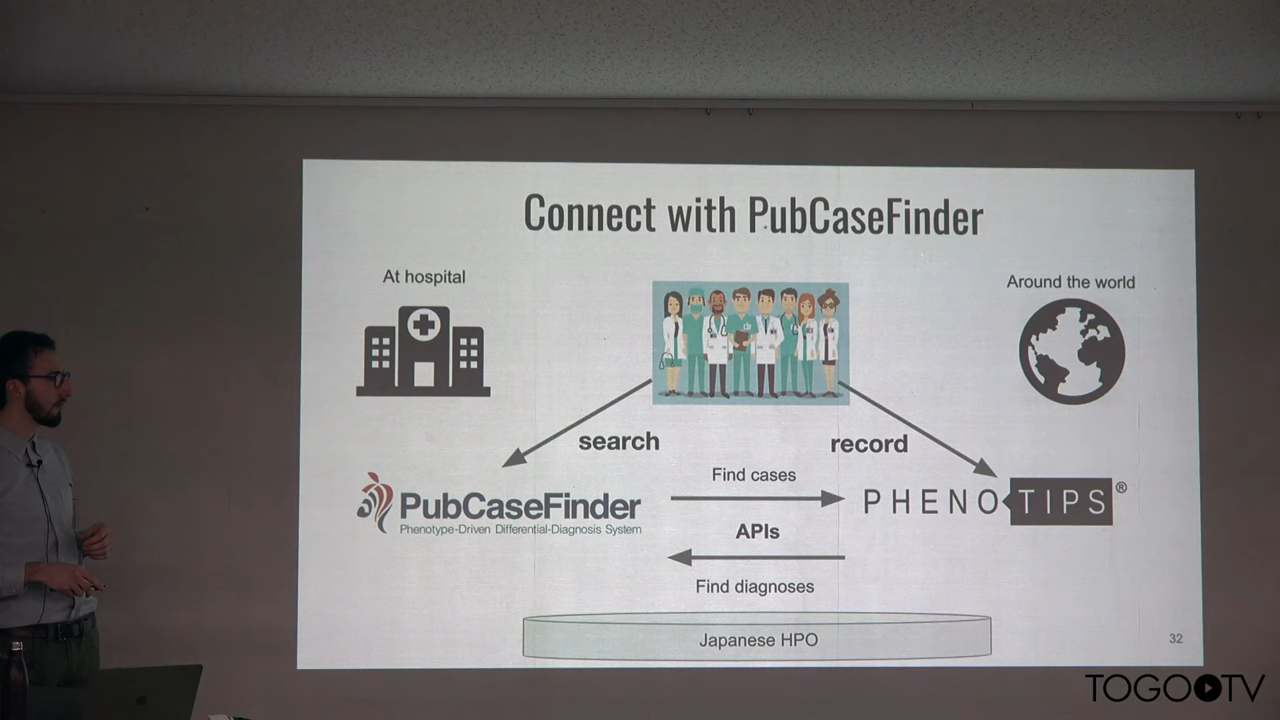 Connect with PubCaseFinder
At hospital
Around the world
search
record
Find cases
PubCaseFinder
Phenotype-Driven Differential-Diagnosis System
PHENOTIPS®
APIs
Find diagnoses
Japanese HPO
32
TOGOTV